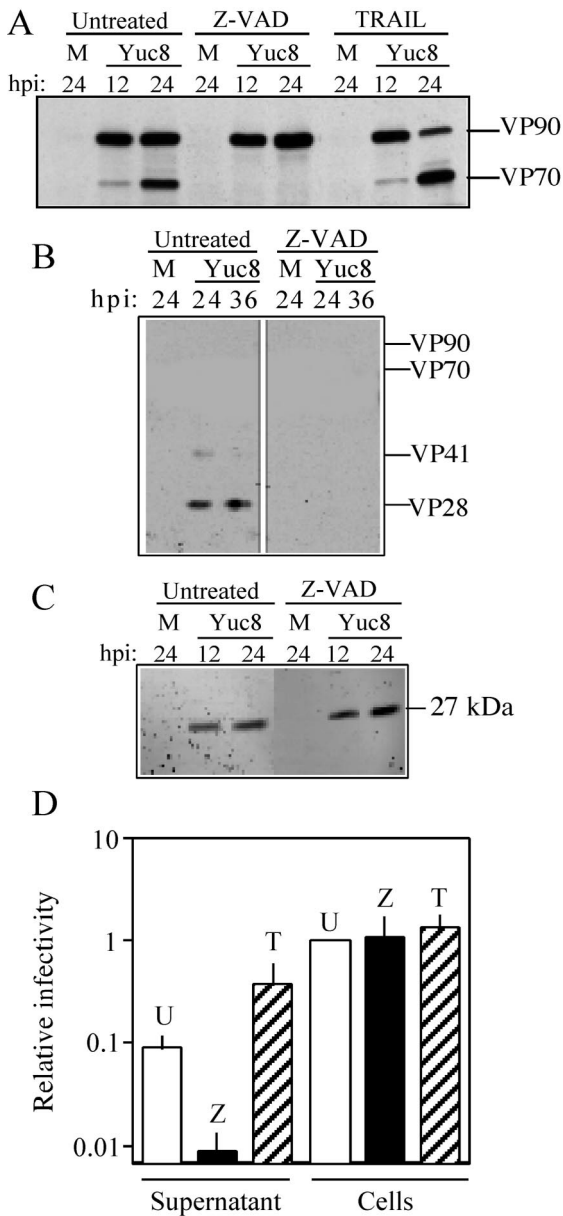 A
Untreated Z-VAD TRAIL
M Yuc8 M Yuc8 M Yuc8
hpi: 24 12 24 24 12 24 24 12 24
VP90
VP70
B
Untreated Z-VAD
M Yuc8 M Yuc8
hpi: 24 24 36 24 24 36
VP90
VP70
VP41
VP28
C
Untreated Z-VAD
M Yuc8 M Yuc8
hpi: 24 12 24 24 12 24
27 kDa
D
Relative infectivity
10
1
0.1
0.01
U Z T U Z T
Supernatant Cells